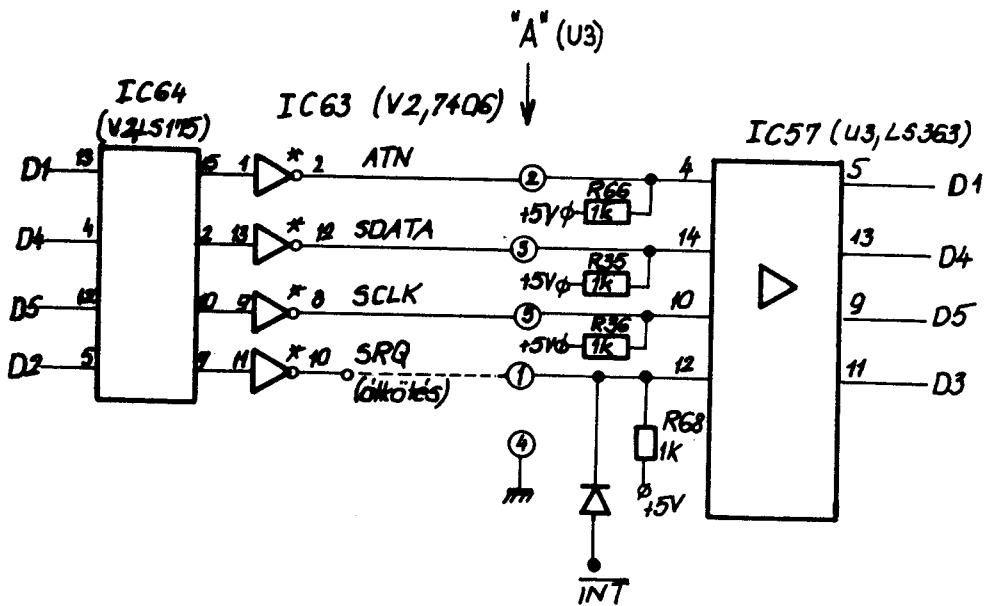 "A" (U3)
IC64
(V2,LS175)
IC63 (V2,7406)
IC57 (U3,LS363)
D1 13 15 1 * 2 ATN 2 4 5 D1
R66
+5V 1k
D4 4 2 13 * 12 SDATA 3 14 13 D4
R35
+5V 1k
D5 12 10 9 * 8 SCLK 5 10 9 D5
R36
+5V 1k
D2 5 7 11 * 10 SRQ 1 12 11 D3
(átkötés)
R68
1K
4
+5V
INT